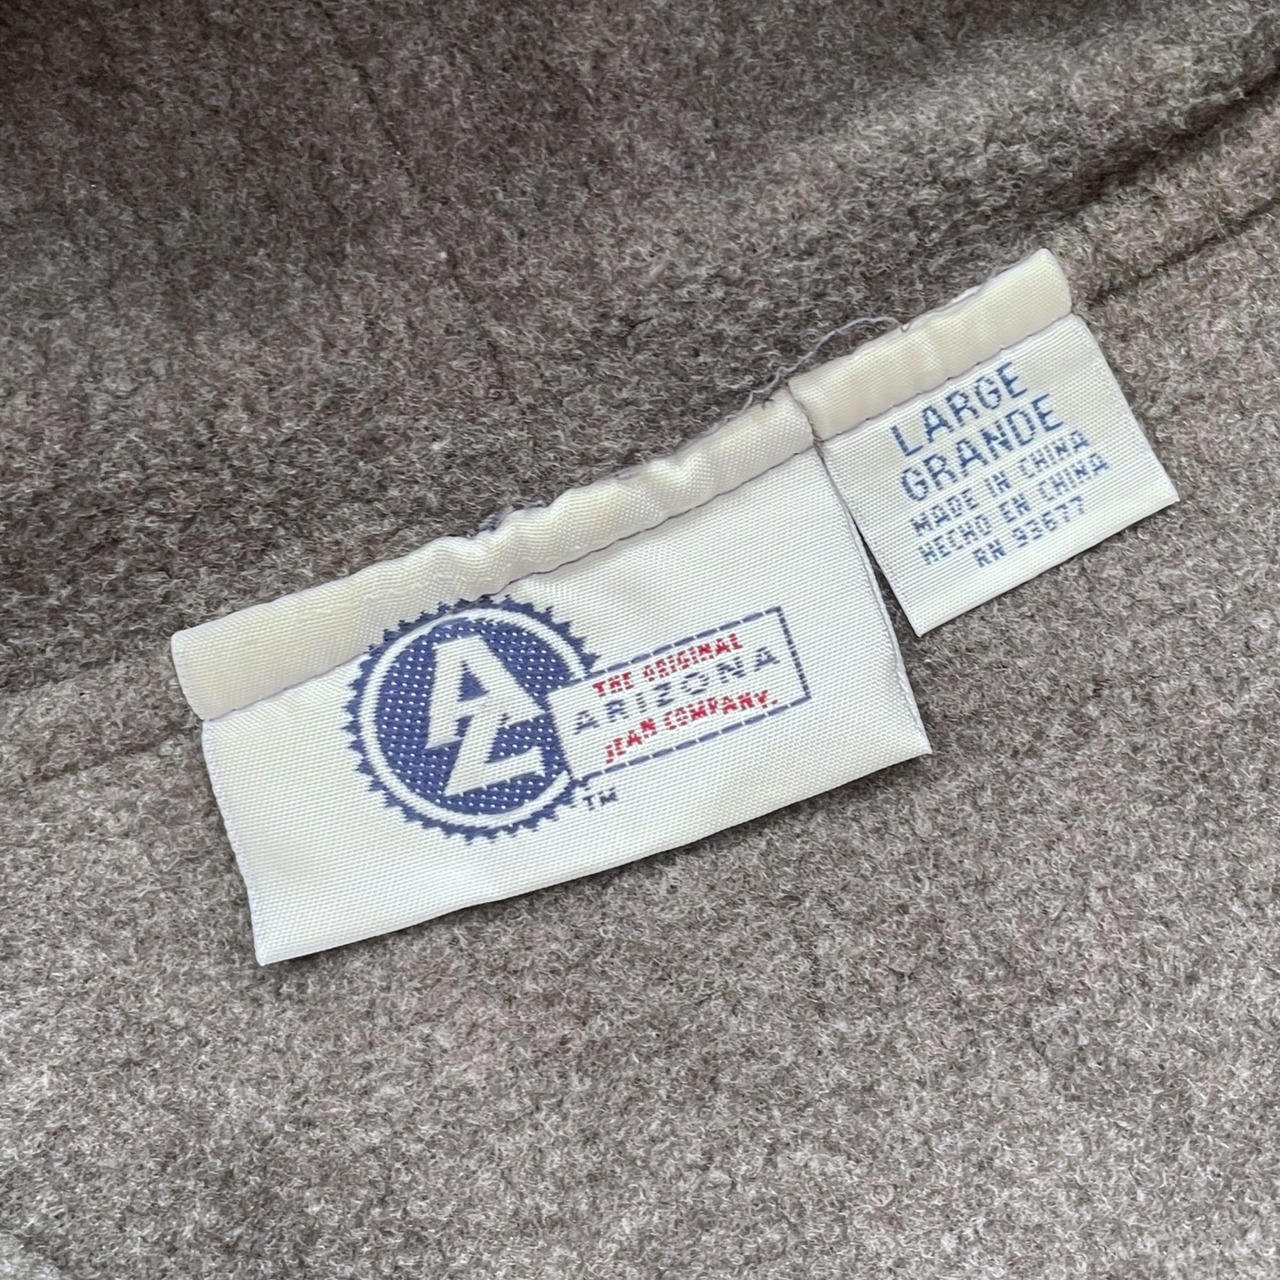 AZ
THE ORIGINAL
ARIZONA
JEAN COMPANY.
TM
LARGE
GRANDE
MADE IN CHINA
HECHO EN CHINA
RN 93677